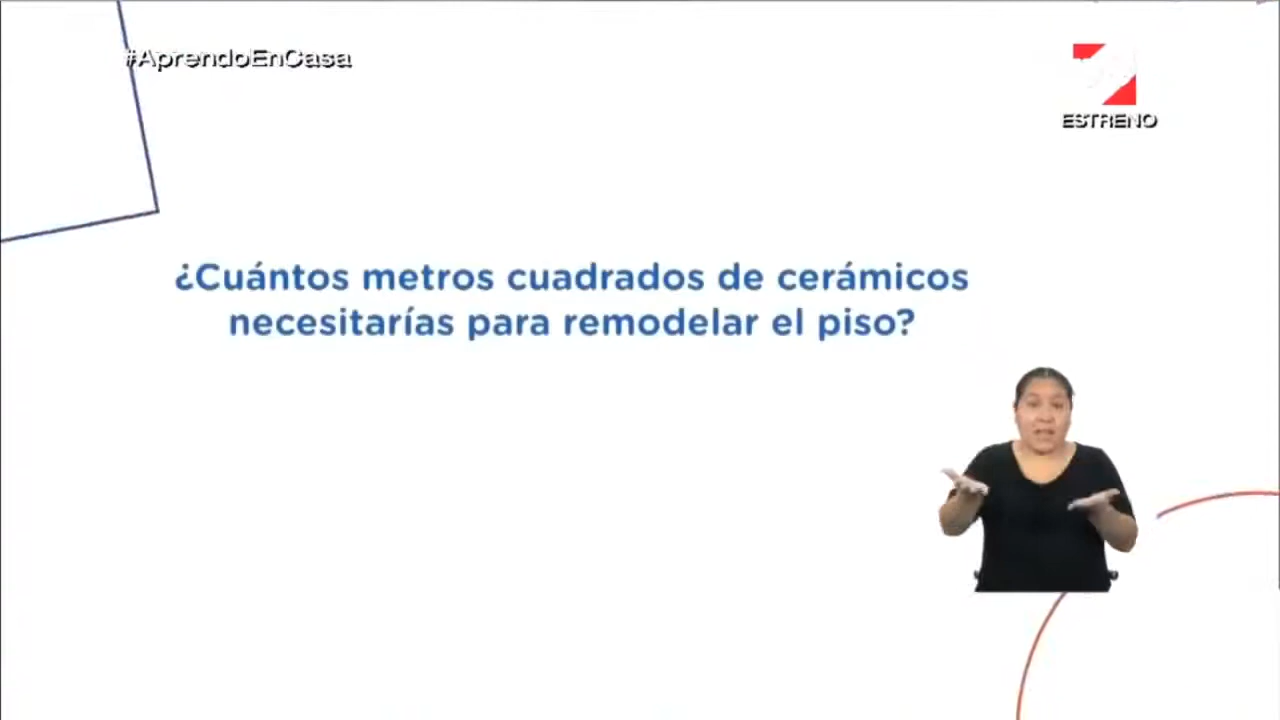 #AprendoEnCasa
ESTRENO
¿Cuántos metros cuadrados de cerámicos
necesitarías para remodelar el piso?